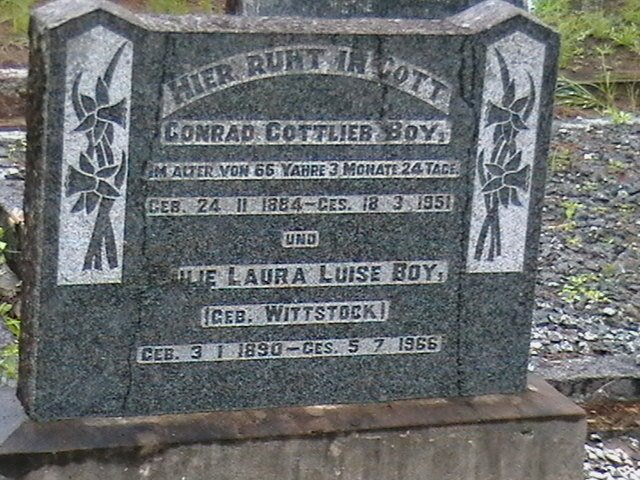 HIER RUHT IN GOTT
CONRAD GOTTLIEB BOY,
IM ALTER VON 66 YAHRE 3 MONATE 24 TAGE.
GEB. 24 11 1884 – GES. 18 3 1951
UND
LAURA LUISE BOY,
(GEB. WITTSTOCK)
GEB. 3 1 1890 – GES. 5 7 1966